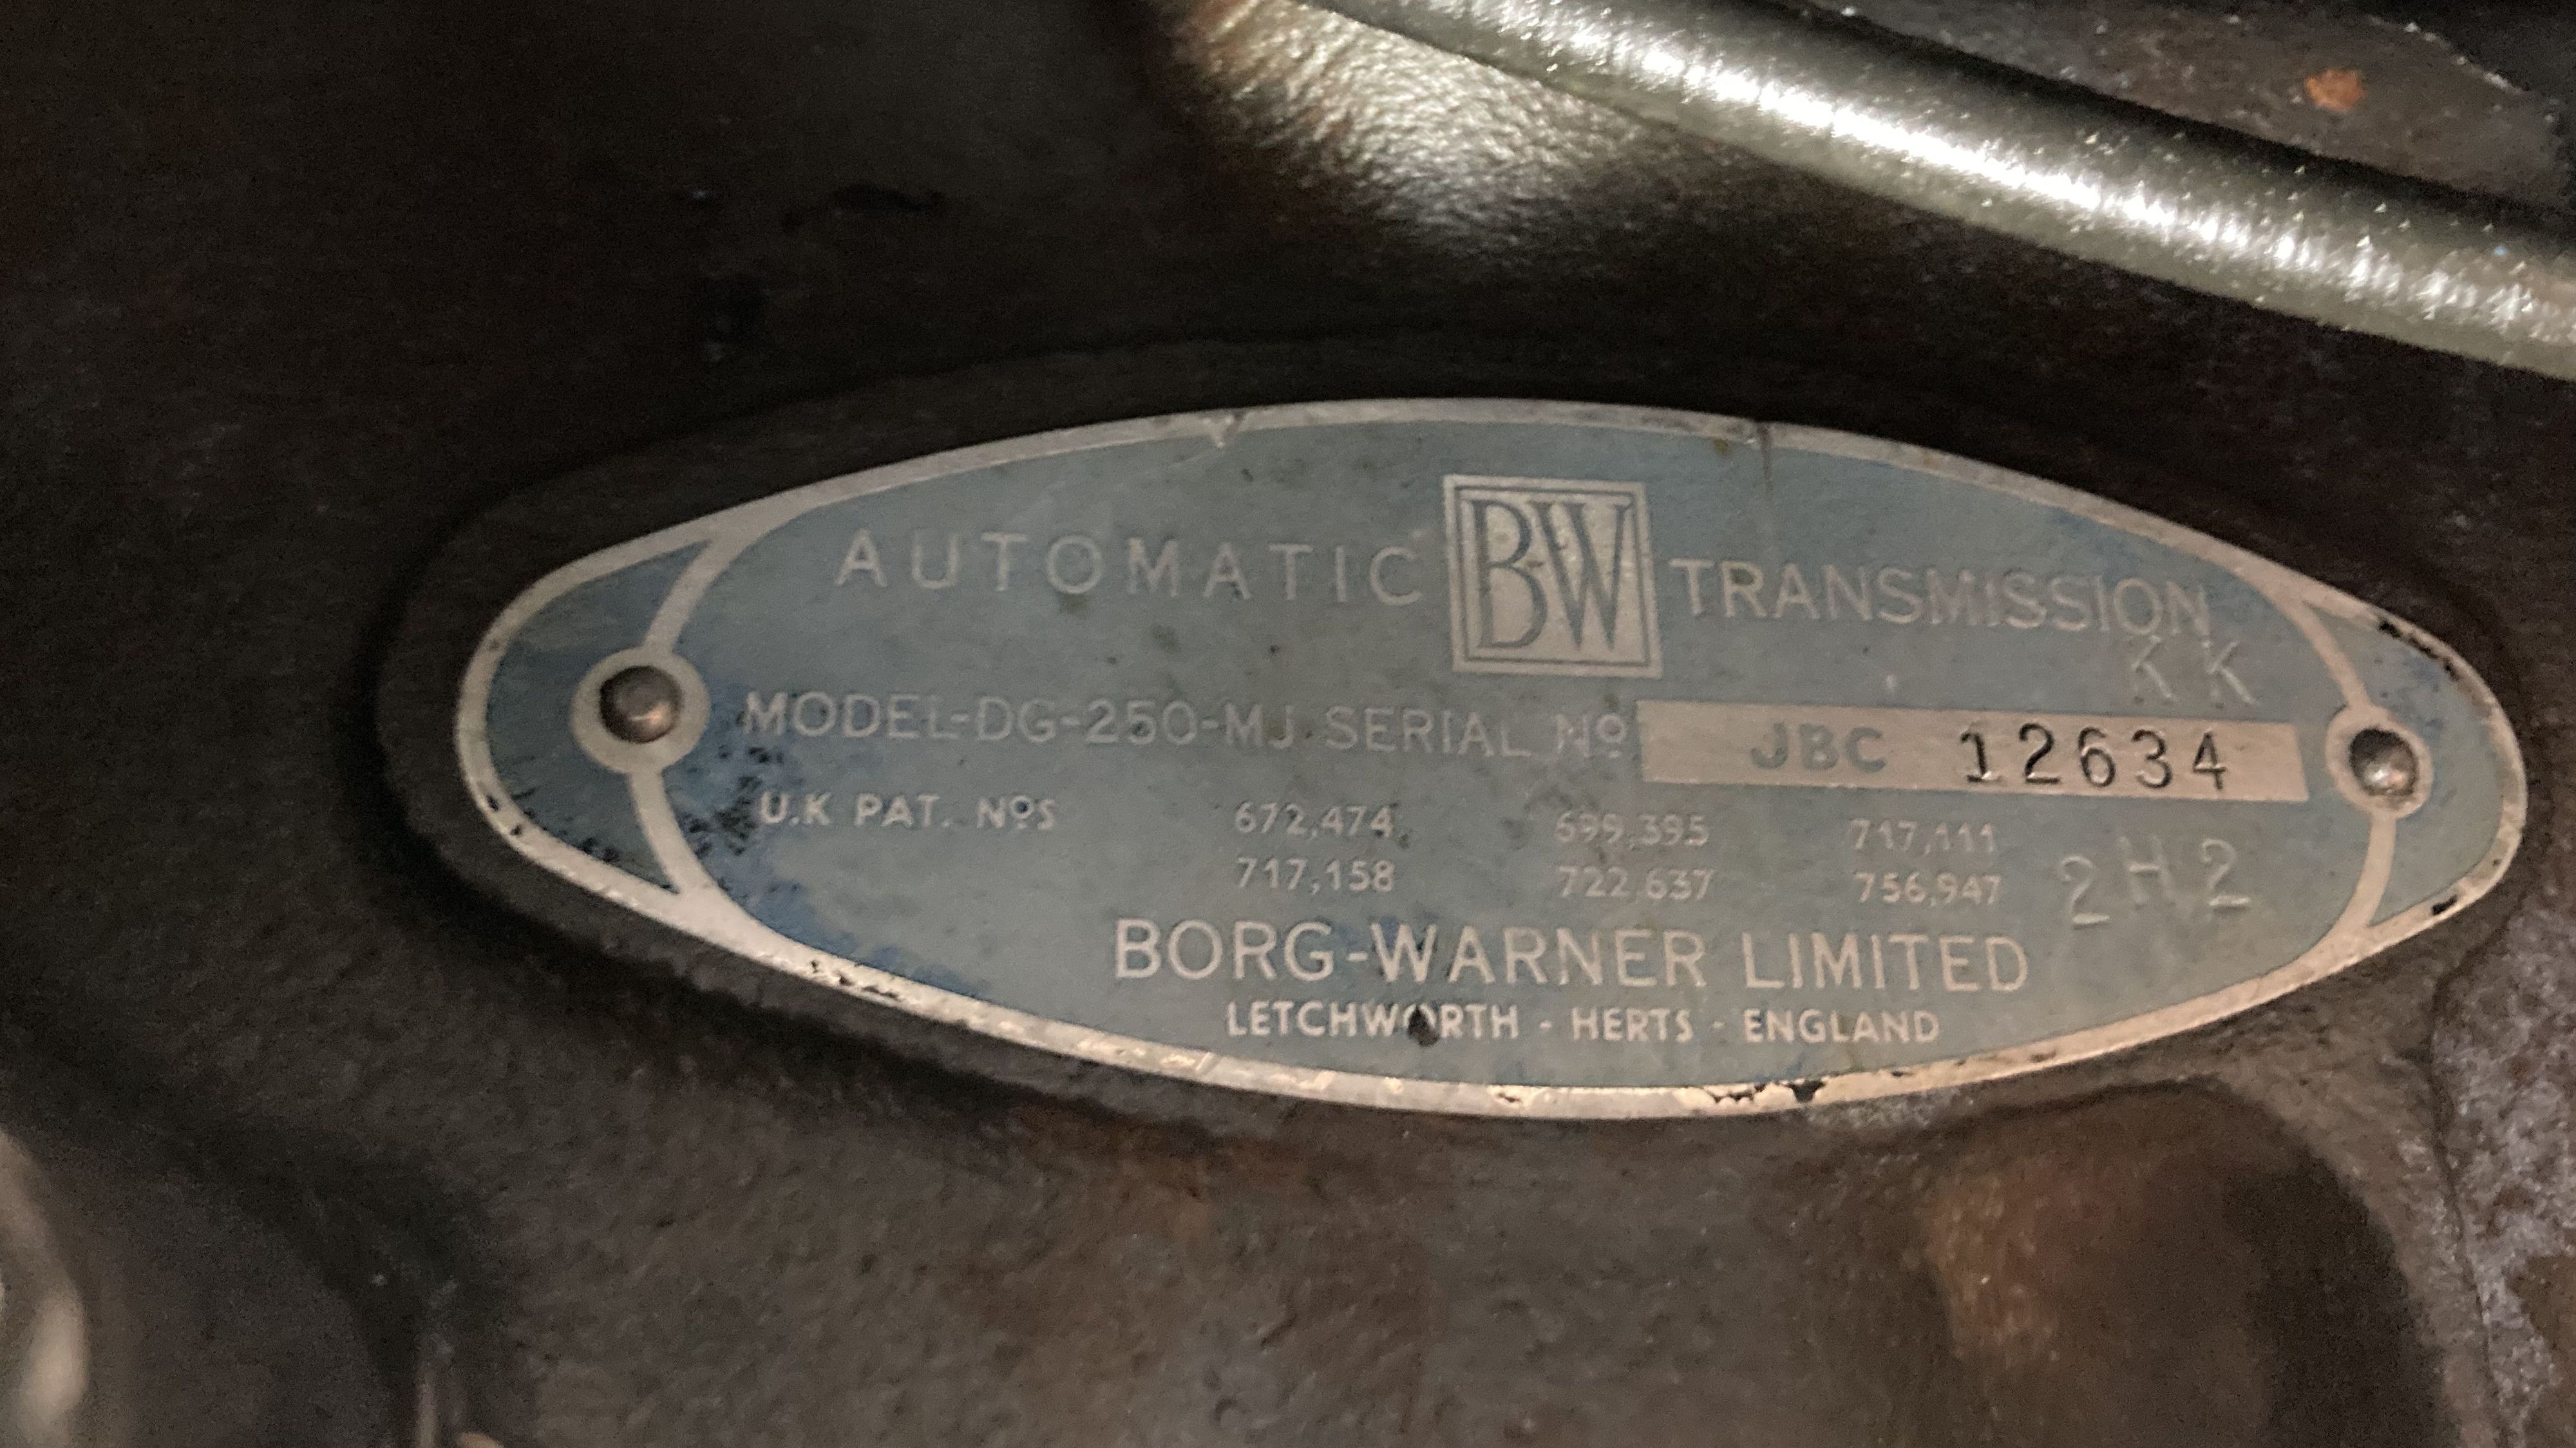 AUTOMATIC B-W TRANSMISSION
KK
MODEL-DG-250-MJ SERIAL Nº JBC 12634
U.K PAT. NºS 672,474 699,395 717,111
717,158 722,637 756,947 2H2
BORG-WARNER LIMITED
LETCHWORTH - HERTS - ENGLAND